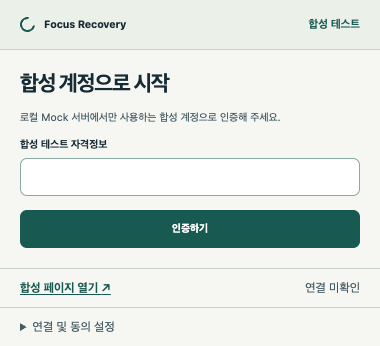 Focus Recovery
합성 테스트
합성 계정으로 시작
로컬 Mock 서버에서만 사용하는 합성 계정으로 인증해 주세요.
합성 테스트 자격정보
인증하기
합성 페이지 열기 ↗
연결 미확인
▶ 연결 및 동의 설정